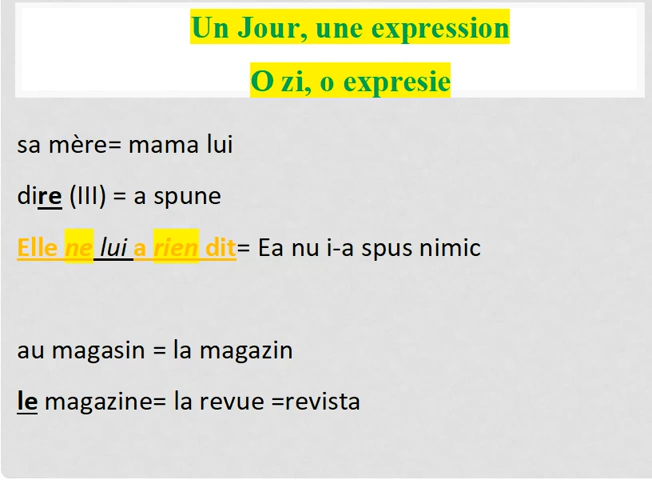 Un Jour, une expression
O zi, o expresie
sa mère= mama lui
dire (III) = a spune
Elle ne lui a rien dit= Ea nu i-a spus nimic
au magasin = la magazin
le magazine= la revue =revista